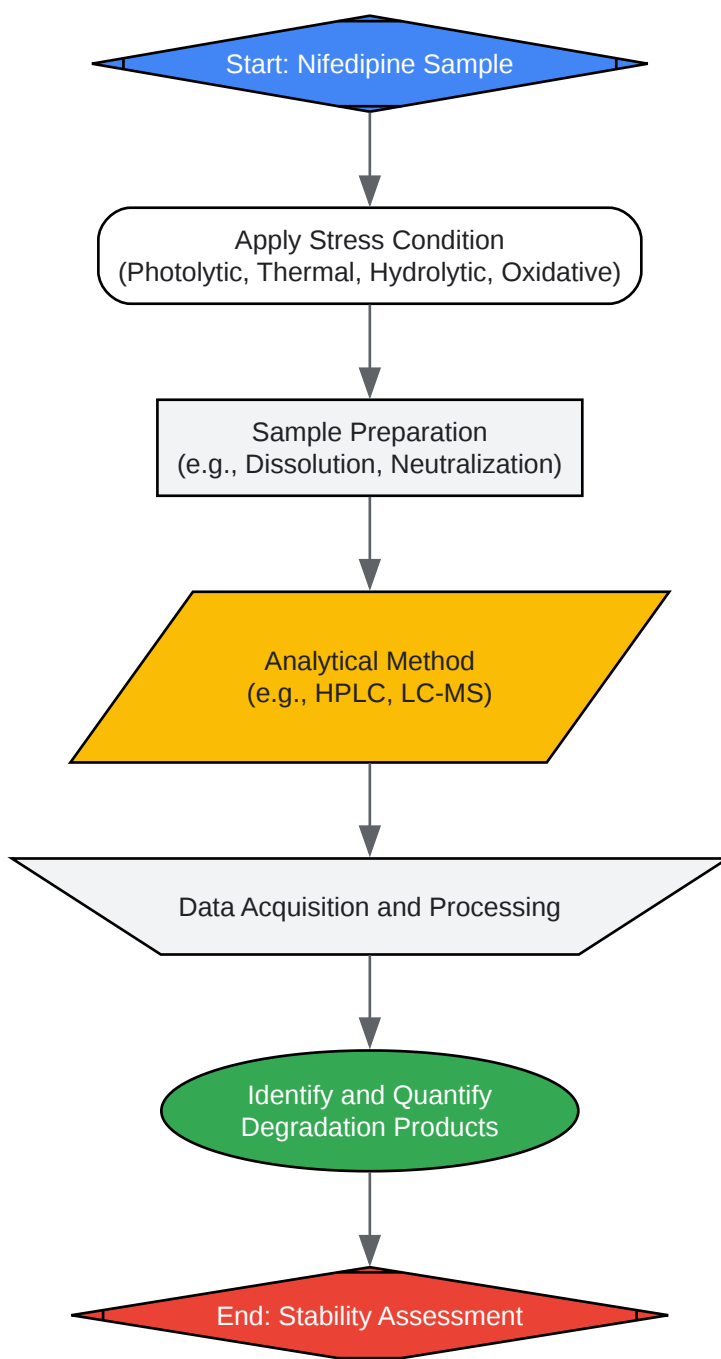 Start: Nifedipine Sample
Apply Stress Condition
(Photolytic, Thermal, Hydrolytic, Oxidative)
Sample Preparation
(e.g., Dissolution, Neutralization)
Analytical Method
(e.g., HPLC, LC-MS)
Data Acquisition and Processing
Identify and Quantify
Degradation Products
End: Stability Assessment